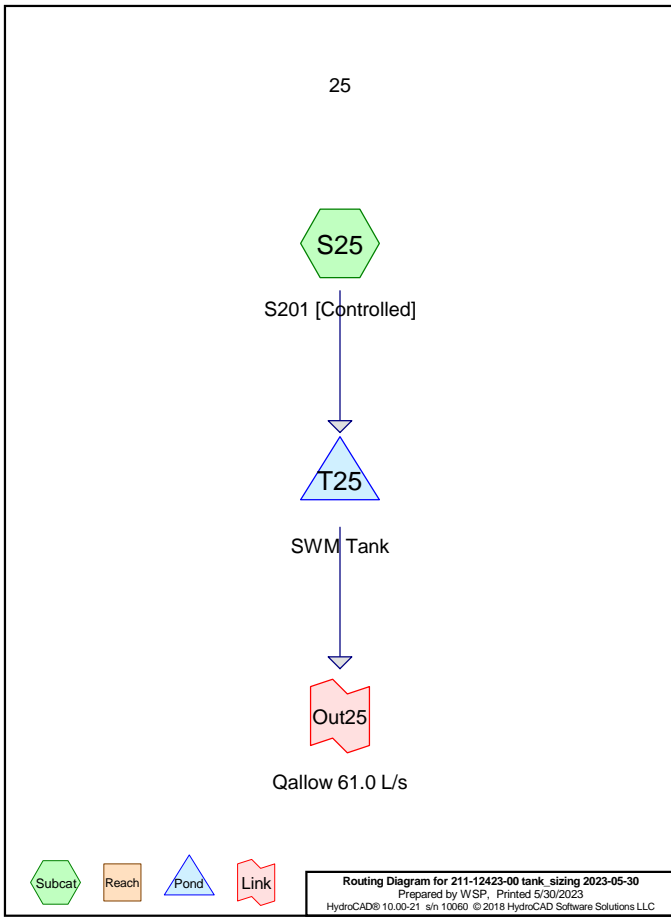 25
S25
S201 [Controlled]
T25
SWM Tank
Out25
Qallow 61.0 L/s
Subcat
Reach
Pond
Link
Routing Diagram for 211-12423-00 tank_sizing 2023-05-30
Prepared by WSP, Printed 5/30/2023
HydroCAD® 10.00-21 s/n 10060 © 2018 HydroCAD Software Solutions LLC